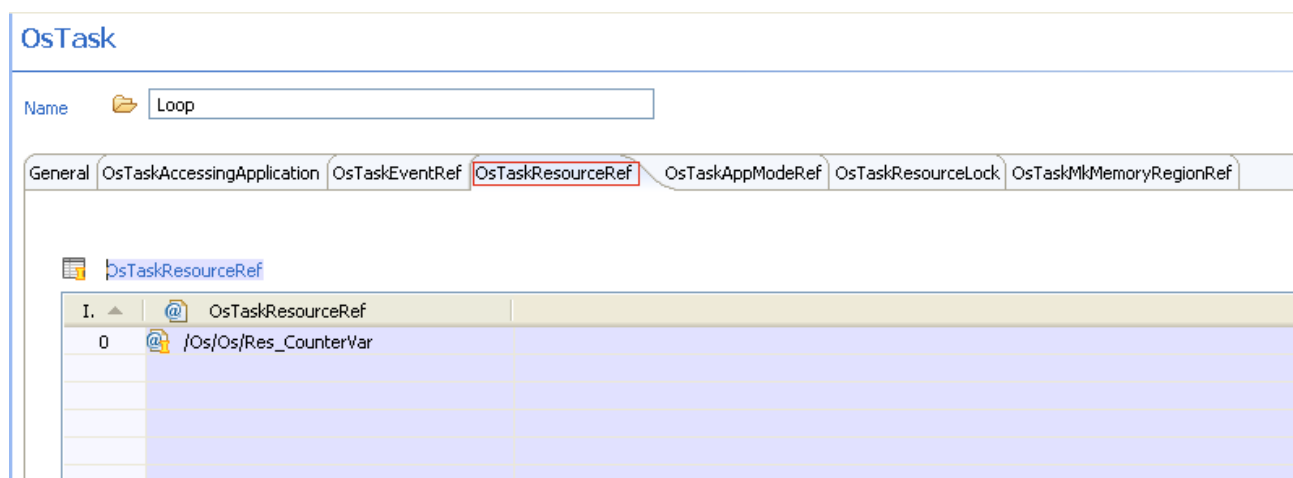 OsTask
Name Loop
General OsTaskAccessingApplication OsTaskEventRef OsTaskResourceRef OsTaskAppModeRef OsTaskResourceLock OsTaskMkMemoryRegionRef
OsTaskResourceRef
I. OsTaskResourceRef
0 /Os/Os/Res_CounterVar